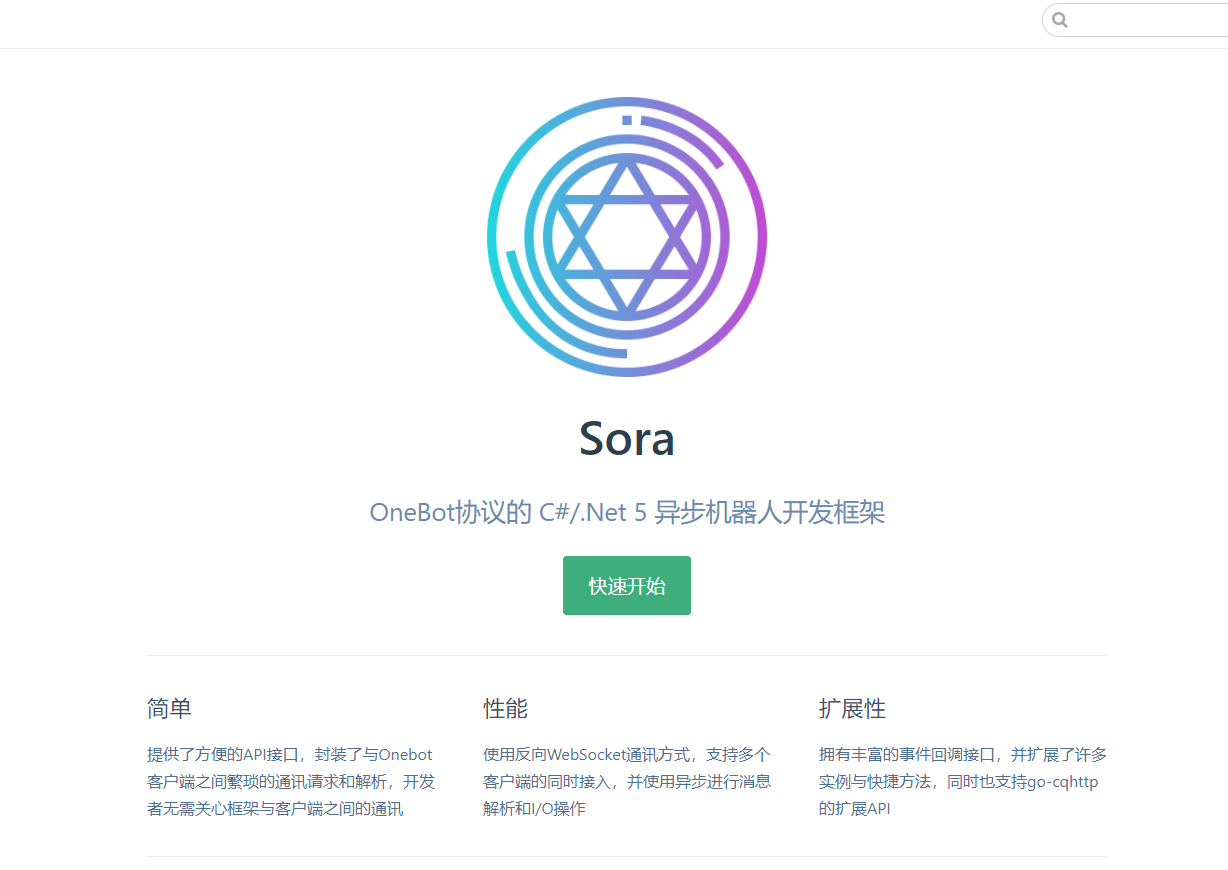 Sora
OneBot协议的 C#/.Net 5 异步机器人开发框架
快速开始
简单
提供了方便的API接口，封装了与Onebot
客户端之间繁琐的通讯请求和解析，开发
者无需关心框架与客户端之间的通讯
性能
使用反向WebSocket通讯方式，支持多个
客户端的同时接入，并使用异步进行消息
解析和I/O操作
扩展性
拥有丰富的事件回调接口，并扩展了许多
实例与快捷方法，同时也支持go-cqhttp
的扩展API